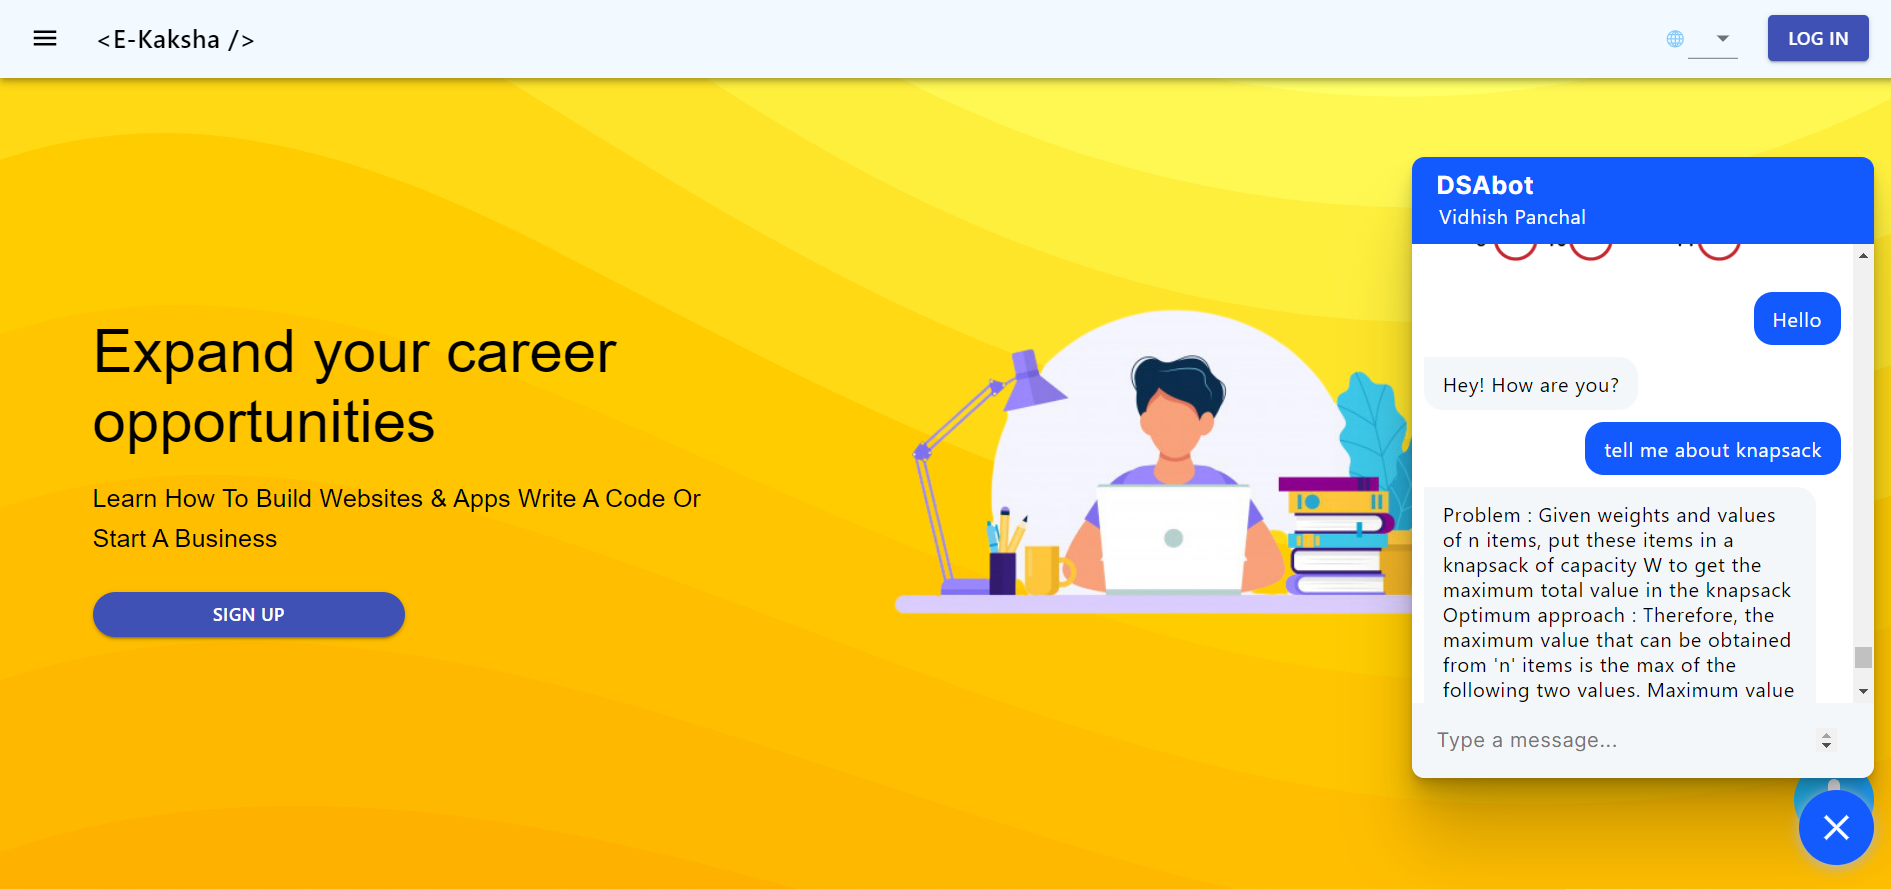 <E-Kaksha />
LOG IN
Expand your career
opportunities
Learn How To Build Websites & Apps Write A Code Or
Start A Business
SIGN UP
DSAbot
Vidhish Panchal
Hello
Hey! How are you?
tell me about knapsack
Problem : Given weights and values
of n items, put these items in a
knapsack of capacity W to get the
maximum total value in the knapsack
Optimum approach : Therefore, the
maximum value that can be obtained
from 'n' items is the max of the
following two values. Maximum value
Type a message...